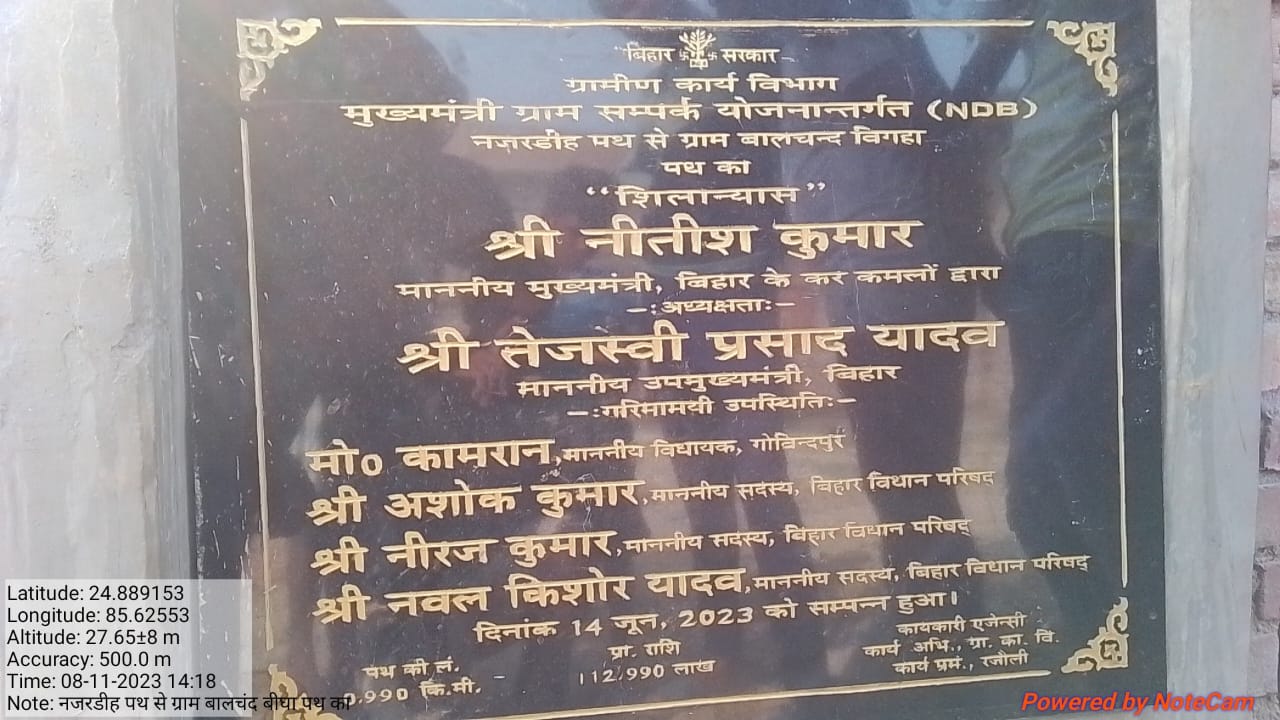 बिहार सरकार
ग्रामीण कार्य विभाग
मुख्यमंत्री ग्राम सम्पर्क योजनान्तर्गत (NDB)
नजरडीह पथ से ग्राम बालचन्द विगहा
पथ का
“शिलान्यास”
श्री नीतीश कुमार
माननीय मुख्यमंत्री, बिहार के कर कमलों द्वारा
-:अध्यक्षता:-
श्री तेजस्वी प्रसाद यादव
माननीय उपमुख्यमंत्री, बिहार
-:गरिमामयी उपस्थिति:-
मो० कामरान, माननीय विधायक, गोविन्दपुर
श्री अशोक कुमार, माननीय सदस्य, बिहार विधान परिषद
श्री नीरज कुमार, माननीय सदस्य, बिहार विधान परिषद्
श्री नवल किशोर यादव, माननीय सदस्य, बिहार विधान परिषद्
दिनांक 14 जून, 2023 को सम्पन्न हुआ।
पथ की लं.
0.990 कि.मी.
प्रा. राशि
112.990 लाख
कार्यकारी एजेन्सी
कार्य अभि., ग्रा. का. वि.
कार्य प्रमं., रजौली
Latitude: 24.889153
Longitude: 85.62553
Altitude: 27.65±8 m
Accuracy: 500.0 m
Time: 08-11-2023 14:18
Note: नजरडीह पथ से ग्राम बालचंद बीघा पथ का
Powered by NoteCam